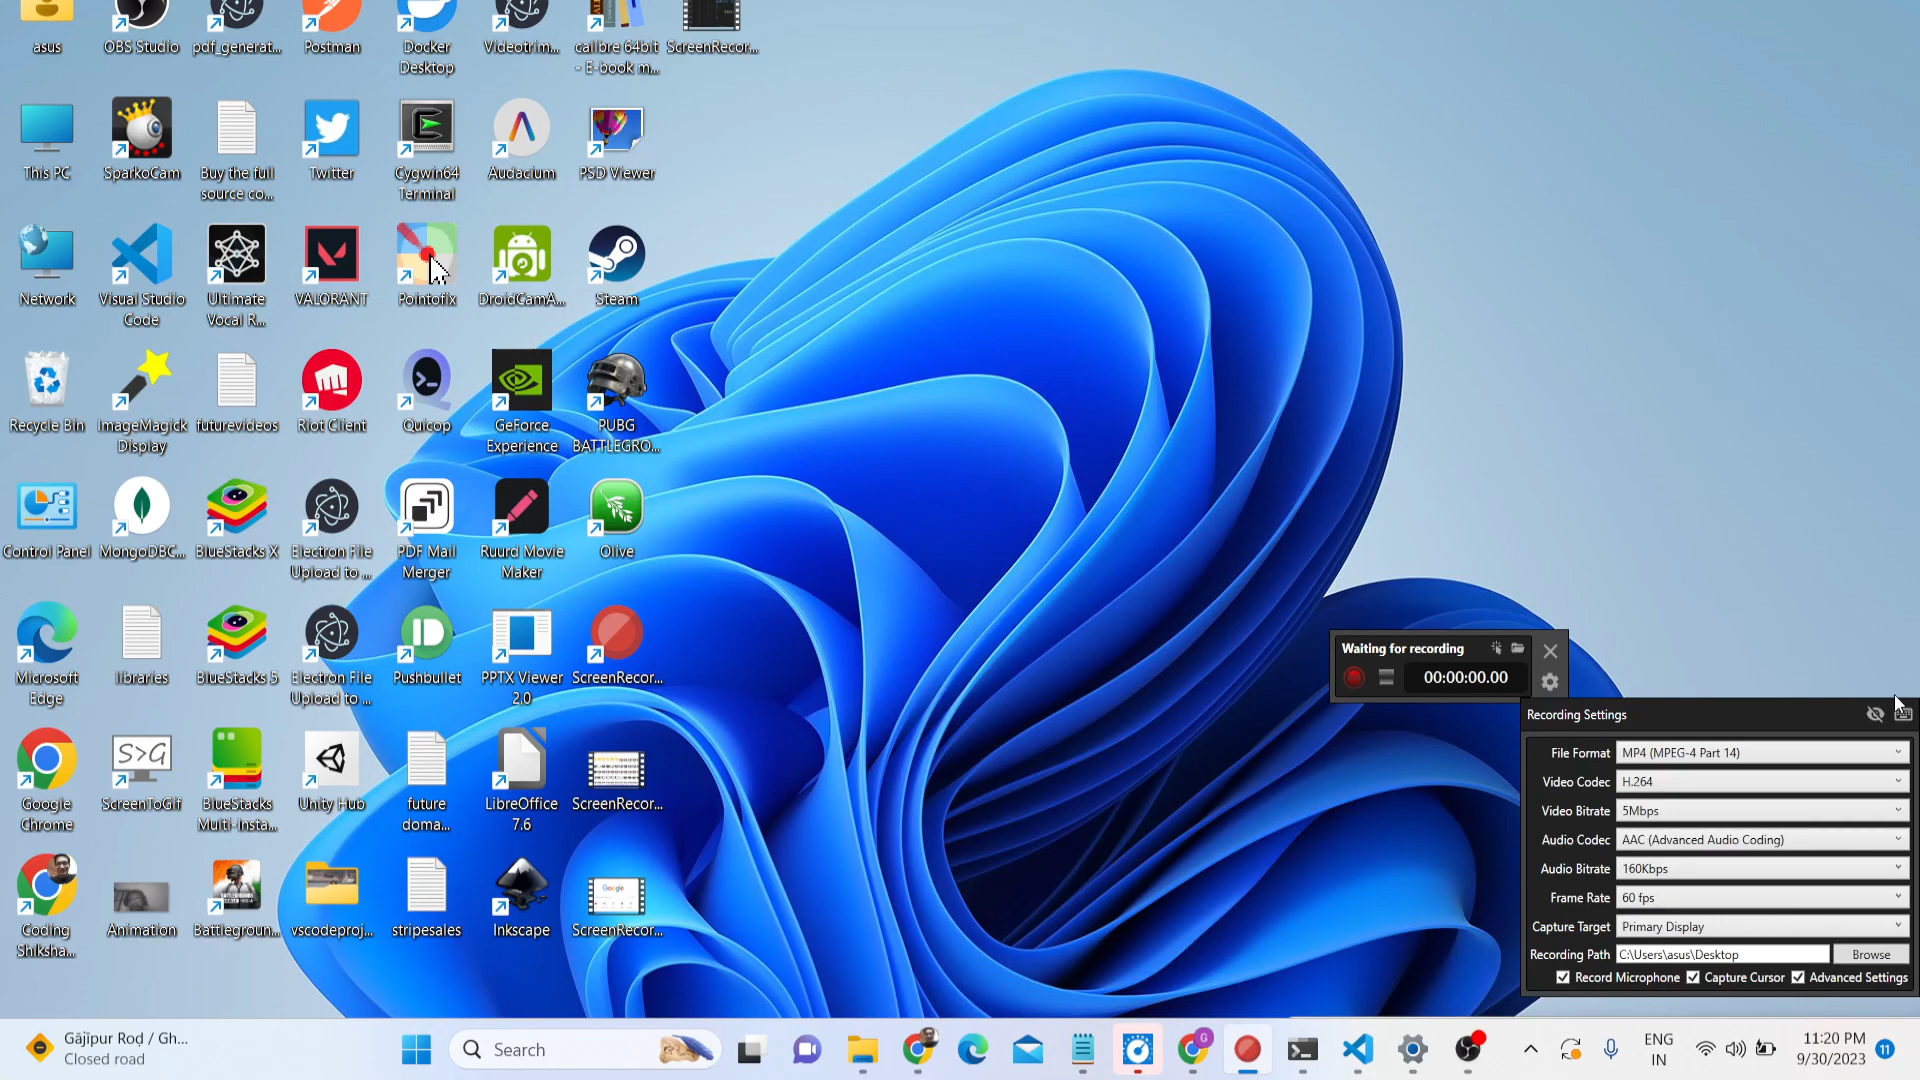 asus
OBS Studio
pdf_generat...
Postman
Docker
Desktop
Videotrim...
calibre 64bit
- E-book m...
ScreenRecor...
This PC
SparkoCam
Buy the full
source co...
Twitter
Cygwin64
Terminal
Audacium
PSD Viewer
Network
Visual Studio
Code
Ultimate
Vocal R...
VALORANT
Pointofix
DroidCamA...
Steam
Recycle Bin
ImageMagick
Display
futurevideos
Riot Client
Quicop
GeForce
Experience
PUBG
BATTLEGRO...
Control Panel
MongoDBC...
BlueStacks X
Electron File
Upload to ...
PDF Mail
Merger
Ruurd Movie
Maker
Olive
Microsoft
Edge
libraries
BlueStacks 5
Electron File
Upload to ...
Pushbullet
PPTX Viewer
2.0
ScreenRecor...
Google
Chrome
S>G
ScreenToGif
BlueStacks
Multi-Insta...
Unity Hub
future
doma...
LibreOffice
7.6
ScreenRecor...
Coding
Shiksha...
Animation
Battlegroun...
vscodeproj...
stripesales
Inkscape
Google
ScreenRecor...
Waiting for recording
00:00:00.00
Recording Settings
File Format MP4 (MPEG-4 Part 14)
Video Codec H.264
Video Bitrate 5Mbps
Audio Codec AAC (Advanced Audio Coding)
Audio Bitrate 160Kbps
Frame Rate 60 fps
Capture Target Primary Display
Recording Path C:\Users\asus\Desktop Browse
Record Microphone Capture Cursor Advanced Settings
Gājīpur Roḍ / Gh...
Closed road
Search
G
ENG
IN
11:20 PM
9/30/2023
11